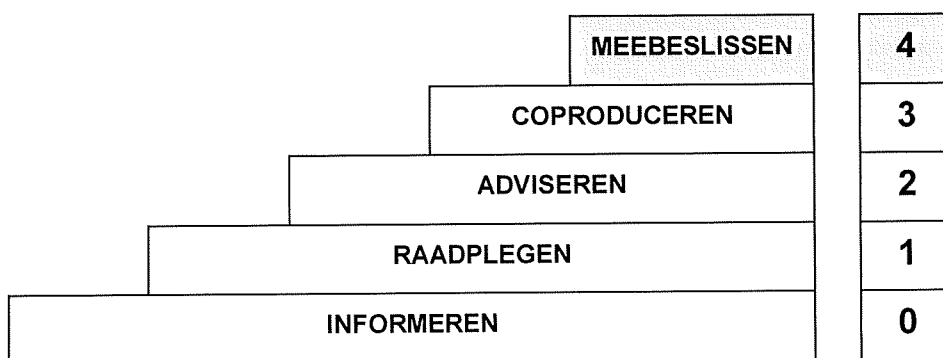 MEEBESLISSEN 4
COPRODUCEREN 3
ADVISEREN 2
RAADPLEGEN 1
INFORMEREN 0